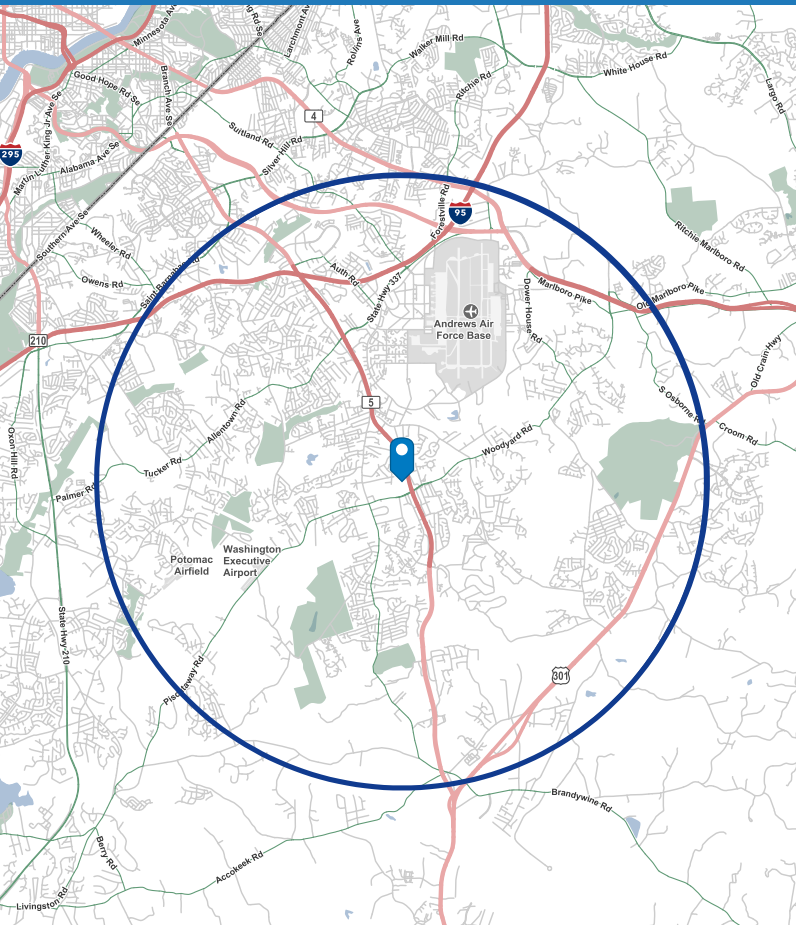 Minnesota Av
ng Rd Se
Larchmont A
Rollins Ave
Walker Mill Rd
White House Rd
Largo Rd
Good Hope Rd Se
Branch Ave Se
Ritchie Rd
4
Suitland Rd
Silver Hill Rd
295
Martin Luther King Jr Ave Se
Alabama Ave Se
Southern Ave Se
Wheeler Rd
Forestville Rd
95
Ritchie Marlboro Rd
Owens Rd
Saint Barnabas Rd
Auth Rd
State Hwy 337
Dower House Rd
Marlboro Pike
Old Marlboro Pike
Andrews Air
Force Base
210
Old Crain Hwy
5
S Osborne Rd
Croom Rd
Oxon Hill Rd
Allentown Rd
Tucker Rd
Woodyard Rd
Palmer Rd
Potomac
Airfield
Washington
Executive
Airport
State Hwy 210
Piscataway Rd
301
Brandywine Rd
Berry Rd
Accokeek Rd
Livingston Rd